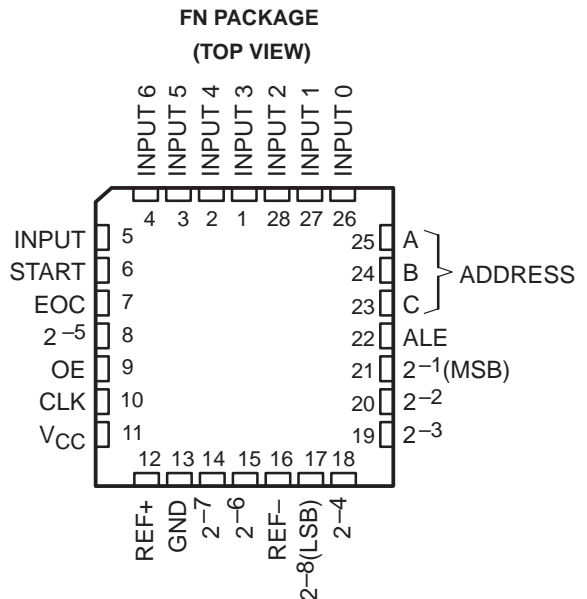 FN PACKAGE
(TOP VIEW)
INPUT 6
INPUT 5
INPUT 4
INPUT 3
INPUT 2
INPUT 1
INPUT 0
4 3 2 1 28 27 26
INPUT 5
START 6
EOC 7
2–5 8
OE 9
CLK 10
VCC 11
25 A
24 B
23 C
ADDRESS
22 ALE
21 2–1(MSB)
20 2–2
19 2–3
12 13 14 15 16 17 18
REF+
GND
2–7
2–6
REF–
2–8(LSB)
2–4